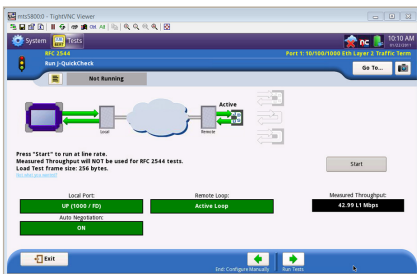 mts5800d - TightVNC Viewer
System
Tests
DC
10:10 AM
RFC 2544
Port 1: 10/100/1000 Eth Layer 2 Traffic Term
Run J-QuickCheck
Go To...
Not Running
Active
Local
Remote
Press "Start" to run at line rate.
Measured Throughput will NOT be used for RFC 2544 tests.
Load Test frame size: 256 bytes.
Start
Local Port:
Remote Loop:
Measured Throughput:
UP (1000 / FD)
Active Loop
42.99 L1 Mbps
Auto Negotiation:
ON
Exit
End: Configure Manually
Run Tests